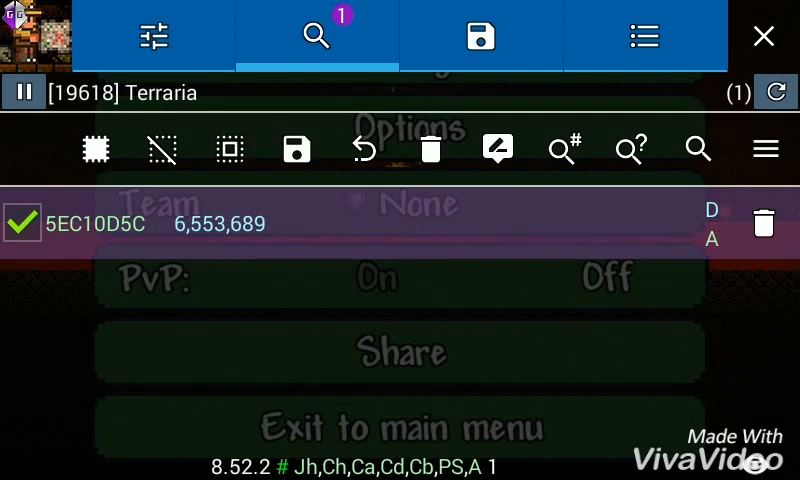 1
[19618] Terraria (1)
Options
# ?
Team None
5EC10D5C 6,553,689 D
A
PvP: On Off
Share
Exit to main menu
Made With
VivaVideo
8.52.2 # Jh,Ch,Ca,Cd,Cb,PS,A 1